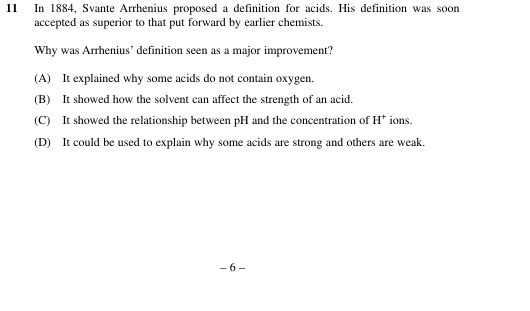 11 In 1884, Svante Arrhenius proposed a definition for acids. His definition was soon
accepted as superior to that put forward by earlier chemists.
Why was Arrhenius’ definition seen as a major improvement?
(A) It explained why some acids do not contain oxygen.
(B) It showed how the solvent can affect the strength of an acid.
(C) It showed the relationship between pH and the concentration of H⁺ ions.
(D) It could be used to explain why some acids are strong and others are weak.
– 6 –